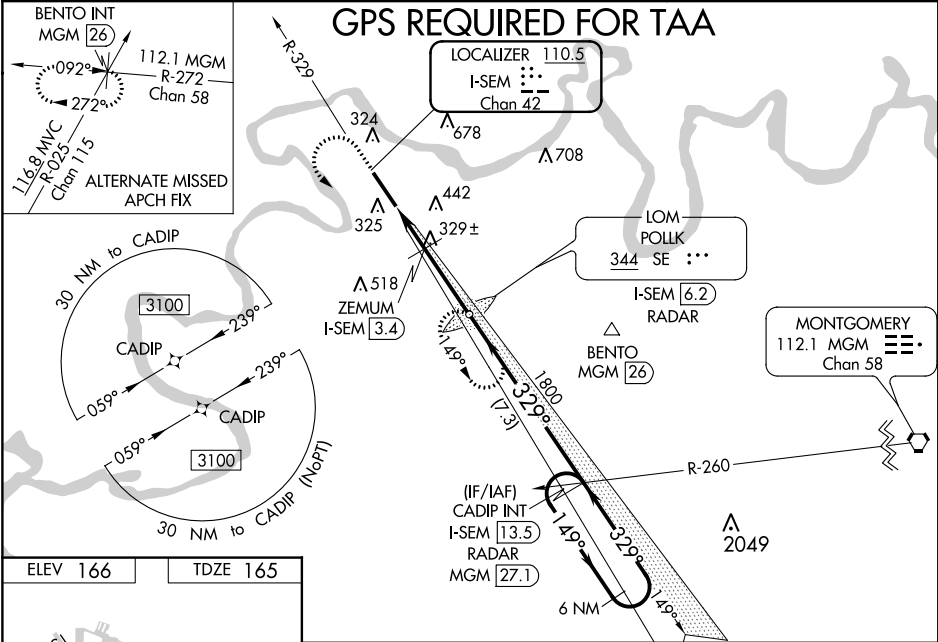 GPS REQUIRED FOR TAA
BENTO INT
MGM 26
092°
272°
112.1 MGM
R-272
Chan 58
116.8 MVC
R-025
Chan 115
ALTERNATE MISSED
APCH FIX
R-329
LOCALIZER 110.5
I-SEM
Chan 42
324
678
708
442
325
329±
518
ZEMUM
I-SEM 3.4
LOM
POLLK
344 SE
I-SEM 6.2
RADAR
BENTO
MGM 26
MONTGOMERY
112.1 MGM
Chan 58
30 NM to CADIP
3100
239°
CADIP
059°
239°
CADIP
059°
3100
30 NM to CADIP (NoPT)
149°
1800
329°
(7.3)
R-260
(IF/IAF)
CADIP INT
I-SEM 13.5
RADAR
MGM 27.1
149°
329°
2049
6 NM
149°
ELEV 166
TDZE 165